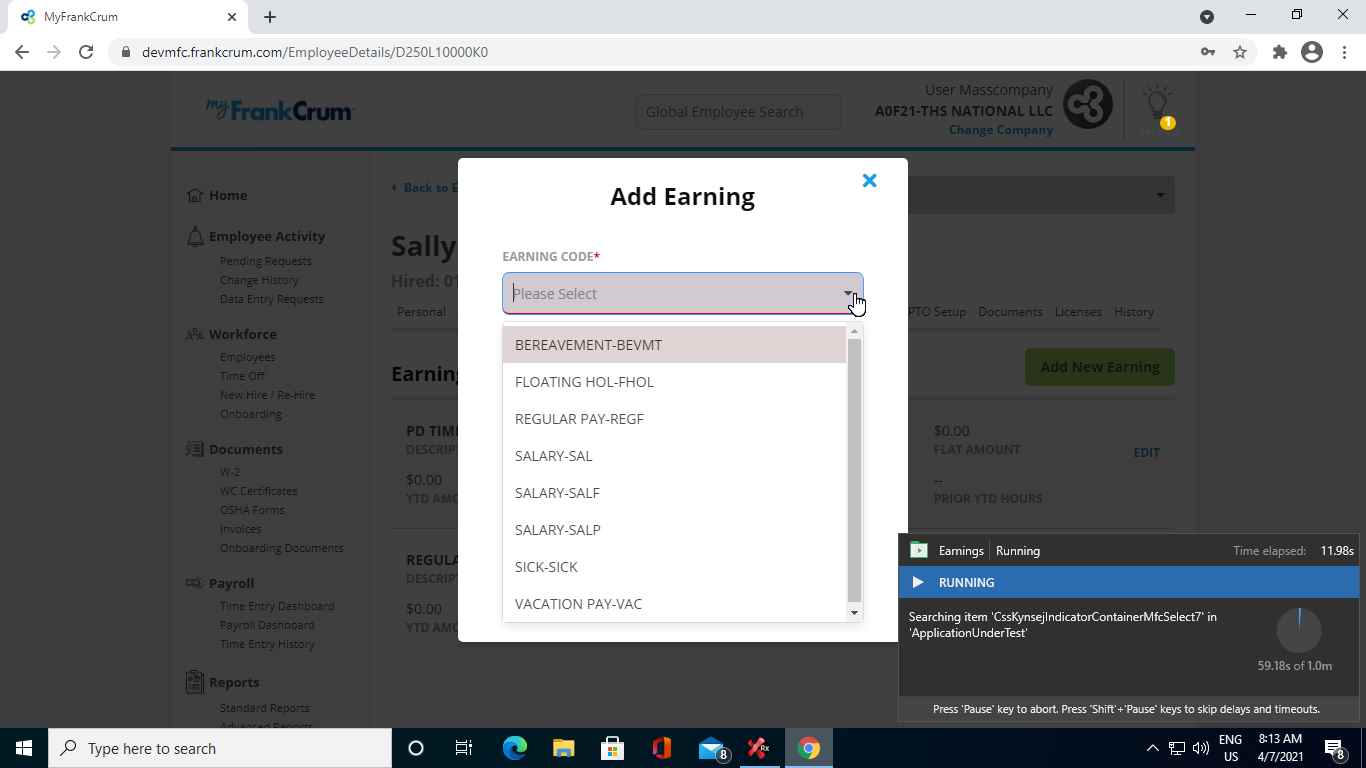 MyFrankCrum
devmfc.frankcrum.com/EmployeeDetails/D250L10000K0
myFrankCrum
Global Employee Search
User Masscompany
A0F21-THS NATIONAL LLC
Change Company
1
Home
Employee Activity
Pending Requests
Change History
Data Entry Requests
Workforce
Employees
Time Off
New Hire / Re-Hire
Onboarding
Documents
W-2
WC Certificates
OSHA Forms
Invoices
Onboarding Documents
Payroll
Time Entry Dashboard
Payroll Dashboard
Time Entry History
Reports
Standard Reports
Advanced Reports
Back to E
Sally
Hired: 01
Personal
PTO Setup Documents Licenses History
Earning
Add New Earning
PD TIM
DESCRIP
$0.00
YTD AMO
$0.00
FLAT AMOUNT
EDIT
--
PRIOR YTD HOURS
REGULA
DESCRIP
$0.00
YTD AMO
Add Earning
EARNING CODE*
Please Select
BEREAVEMENT-BEVMT
FLOATING HOL-FHOL
REGULAR PAY-REGF
SALARY-SAL
SALARY-SALF
SALARY-SALP
SICK-SICK
VACATION PAY-VAC
Earnings Running Time elapsed: 11.98s
RUNNING
Searching item 'CssKynsejIndicatorContainerMfcSelect7' in
'ApplicationUnderTest'
59.18s of 1.0m
Press 'Pause' key to abort. Press 'Shift'+'Pause' keys to skip delays and timeouts.
Type here to search
8
Rx
ENG
US
8:13 AM
4/7/2021
8